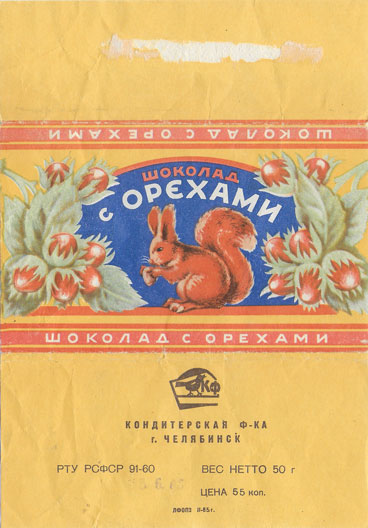 ШОКОЛАД С ОРЕХАМИ
ШОКОЛАД
С ОРЕХАМИ
ШОКОЛАД С ОРЕХАМИ
КФ
КОНДИТЕРСКАЯ Ф-КА
г. ЧЕЛЯБИНСК
РТУ РСФСР 91-60 ВЕС НЕТТО 50 г
ЦЕНА 55 коп.